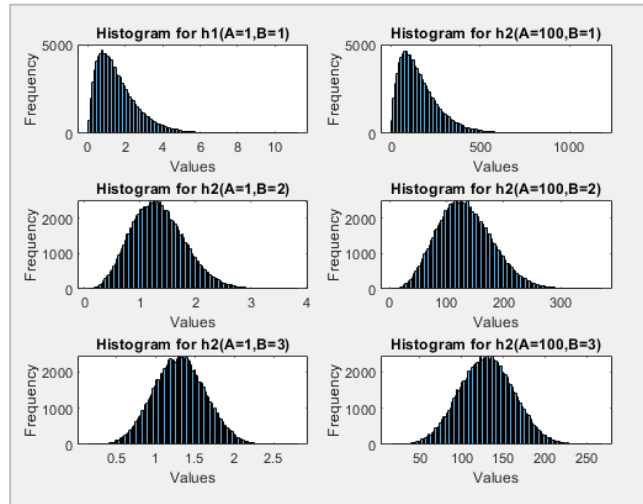 Histogram for h1(A=1,B=1)
Frequency
5000
0
0 2 4 6 8 10
Values
Histogram for h2(A=100,B=1)
Frequency
5000
0
0 500 1000
Values
Histogram for h2(A=1,B=2)
Frequency
2000
1000
0
0 1 2 3 4
Values
Histogram for h2(A=100,B=2)
Frequency
2000
1000
0
0 100 200 300
Values
Histogram for h2(A=1,B=3)
Frequency
2000
1000
0
0.5 1 1.5 2 2.5
Values
Histogram for h2(A=100,B=3)
Frequency
2000
1000
0
50 100 150 200 250
Values